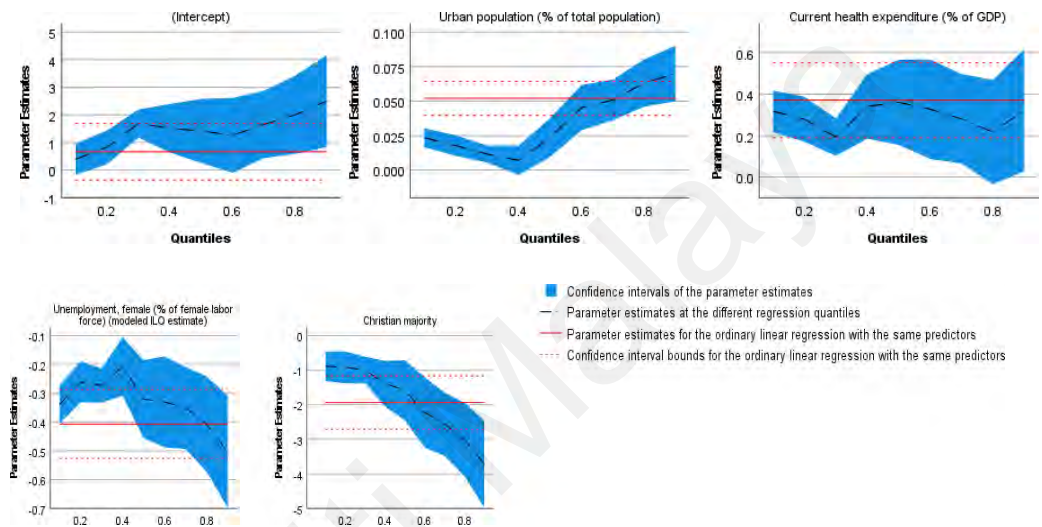 (Intercept)
Parameter Estimates
5
4
3
2
1
0
-1
0.2 0.4 0.6 0.8
Quantiles
Urban population (% of total population)
Parameter Estimates
0.100
0.075
0.050
0.025
0.000
0.2 0.4 0.6 0.8
Quantiles
Current health expenditure (% of GDP)
Parameter Estimates
0.6
0.4
0.2
0.0
0.2 0.4 0.6 0.8
Quantiles
Unemployment, female (% of female labor
force) (modeled ILO estimate)
Parameter Estimates
-0.1
-0.2
-0.3
-0.4
-0.5
-0.6
-0.7
0.2 0.4 0.6 0.8
Christian majority
Parameter Estimates
0
-1
-2
-3
-4
-5
0.2 0.4 0.6 0.8
Confidence intervals of the parameter estimates
Parameter estimates at the different regression quantiles
Parameter estimates for the ordinary linear regression with the same predictors
Confidence interval bounds for the ordinary linear regression with the same predictors
ti Malaya